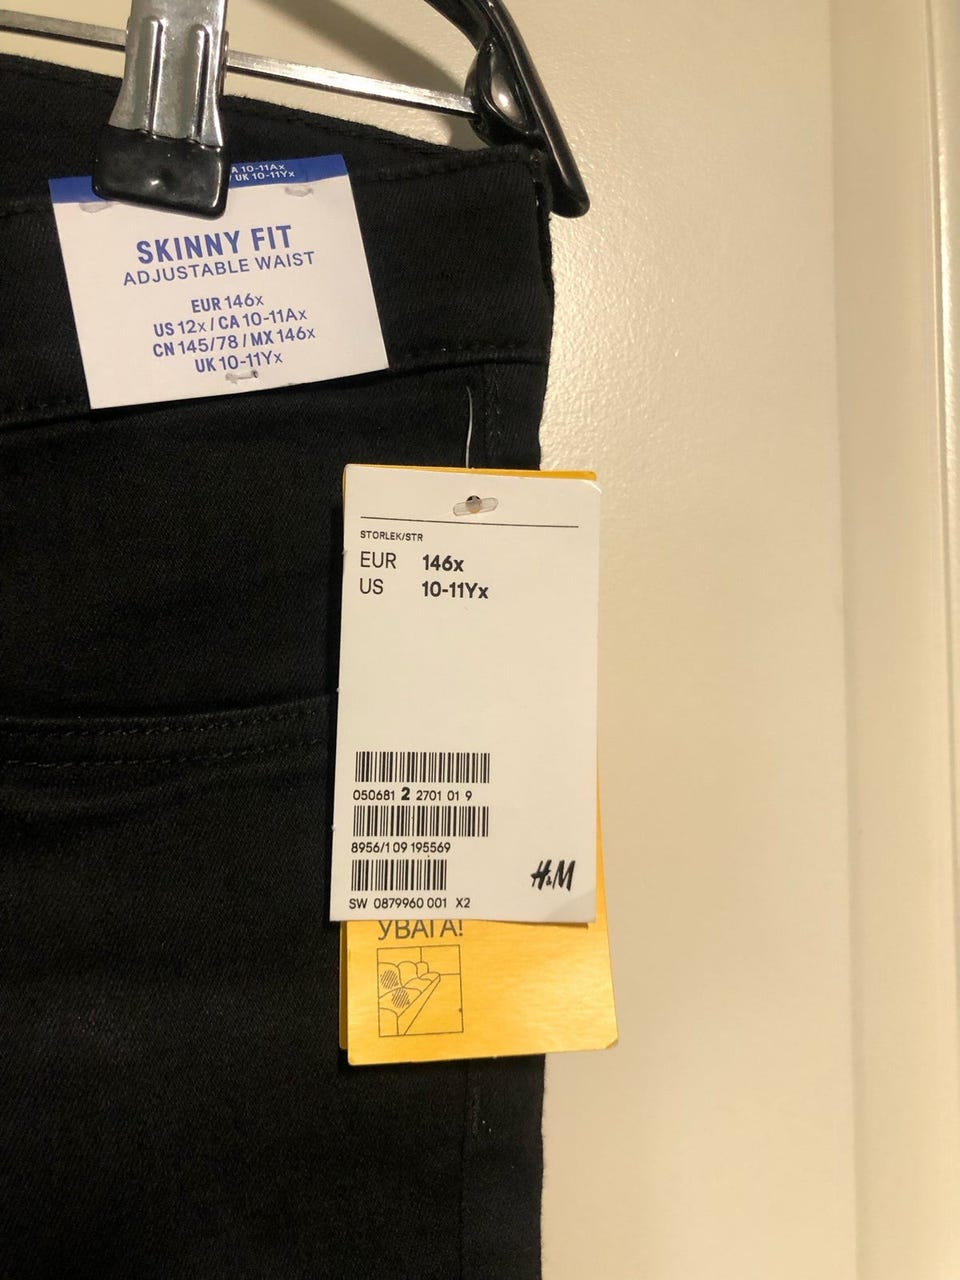 A 10-11Ax
/ UK 10-11Yx
SKINNY FIT
ADJUSTABLE WAIST
EUR 146x
US 12x / CA 10-11Ax
CN 145/78 / MX 146x
UK 10-11Yx
STORLEK/STR
EUR 146x
US 10-11Yx
050681 2 2701 01 9
8956/1 09 195569
H&M
SW 0879960 001 X2
УВАГА!